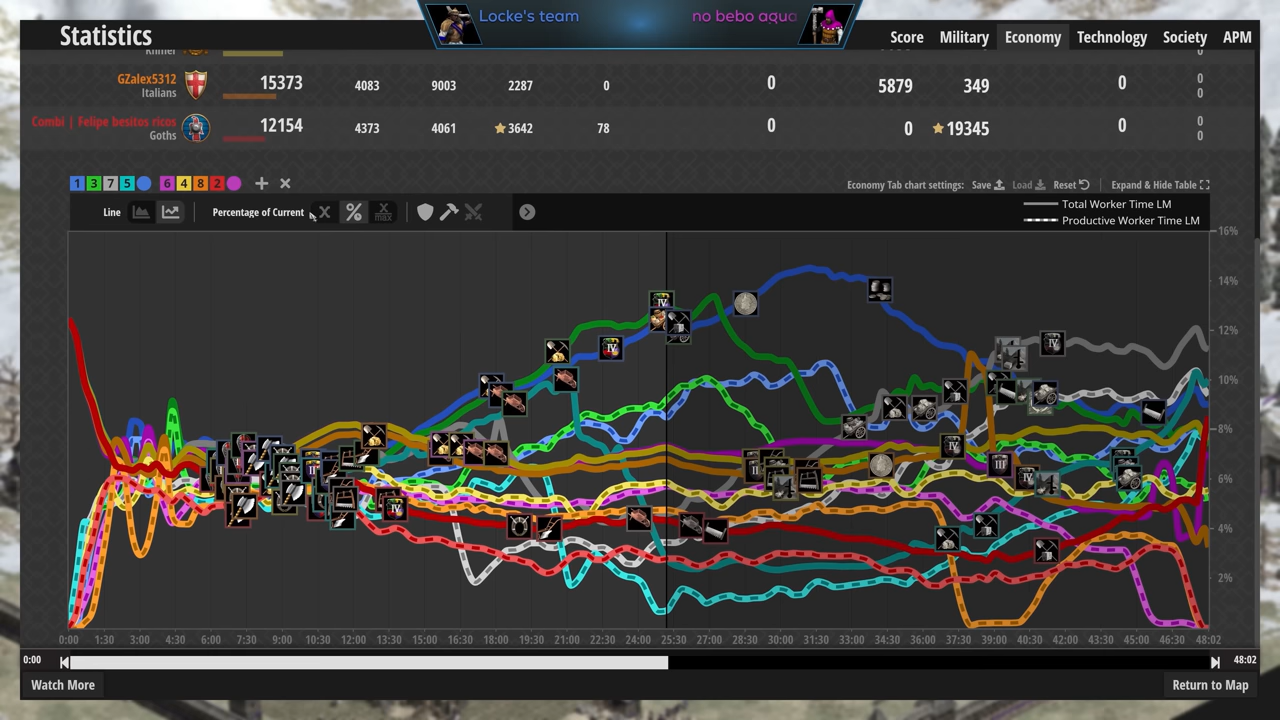 Locke's team
no bebo aqua
Statistics
Score Military Economy Technology Society APM
Khmer
0
GZalex5312
Italians
15373 4083 9003 2287 0 0 5879 349 0 0
0
Combi | Felipe besitos ricos
Goths
12154 4373 4061 3642 78 0 0 19345 0 0
0
1 3 7 5 6 4 8 2 + ×
Economy Tab chart settings: Save Load Reset Expand & Hide Table
Line Percentage of Current X % X max
Total Worker Time LM
Productive Worker Time LM
16%
14%
12%
10%
8%
6%
4%
2%
0:00 1:30 3:00 4:30 6:00 7:30 9:00 10:30 12:00 13:30 15:00 16:30 18:00 19:30 21:00 22:30 24:00 25:30 27:00 28:30 30:00 31:30 33:00 34:30 36:00 37:30 39:00 40:30 42:00 43:30 45:00 46:30 48:02
0:00 48:02
Watch More Return to Map